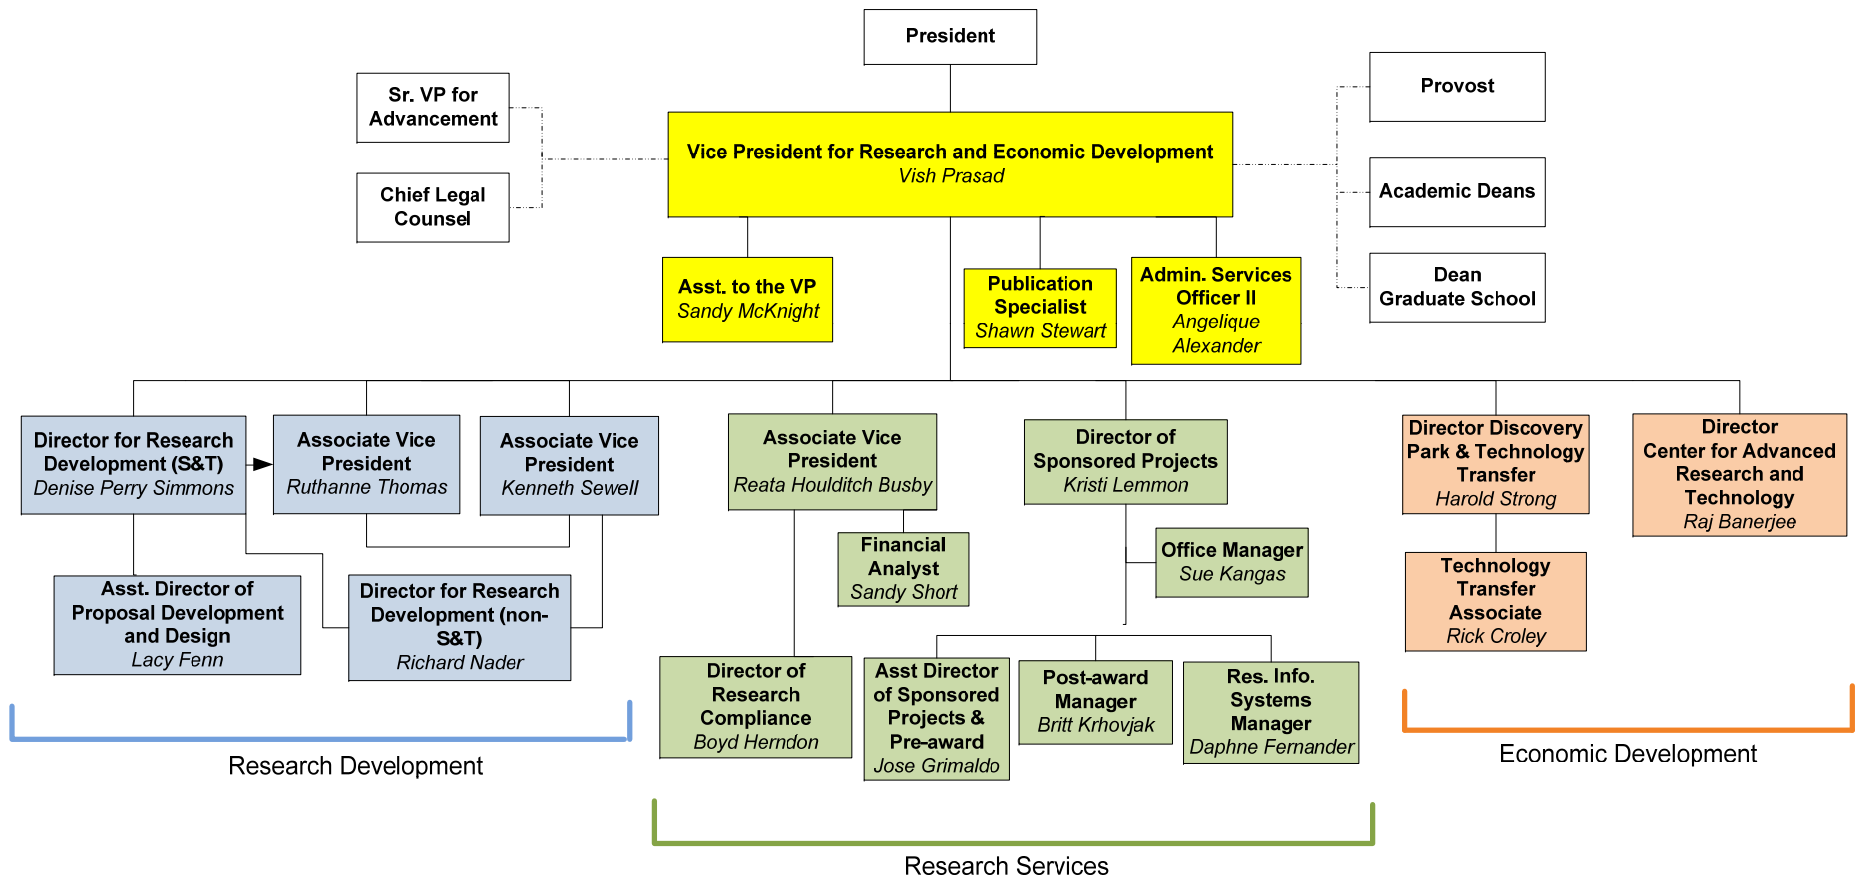 President
Sr. VP for
Advancement
Provost
Vice President for Research and Economic Development
Vish Prasad
Chief Legal
Counsel
Academic Deans
Dean
Graduate School
Asst. to the VP
Sandy McKnight
Publication
Specialist
Shawn Stewart
Admin. Services
Officer II
Angelique
Alexander
Director for Research
Development (S&T)
Denise Perry Simmons
Associate Vice
President
Ruthanne Thomas
Associate Vice
President
Kenneth Sewell
Associate Vice
President
Reata Houlditch Busby
Director of
Sponsored Projects
Kristi Lemmon
Director Discovery
Park & Technology
Transfer
Harold Strong
Director
Center for Advanced
Research and
Technology
Raj Banerjee
Financial
Analyst
Sandy Short
Office Manager
Sue Kangas
Technology
Transfer
Associate
Rick Croley
Asst. Director of
Proposal Development
and Design
Lacy Fenn
Director for Research
Development (non-
S&T)
Richard Nader
Director of
Research
Compliance
Boyd Herndon
Asst Director
of Sponsored
Projects &
Pre-award
Jose Grimaldo
Post-award
Manager
Britt Krhovjak
Res. Info.
Systems
Manager
Daphne Fernander
Research Development
Economic Development
Research Services